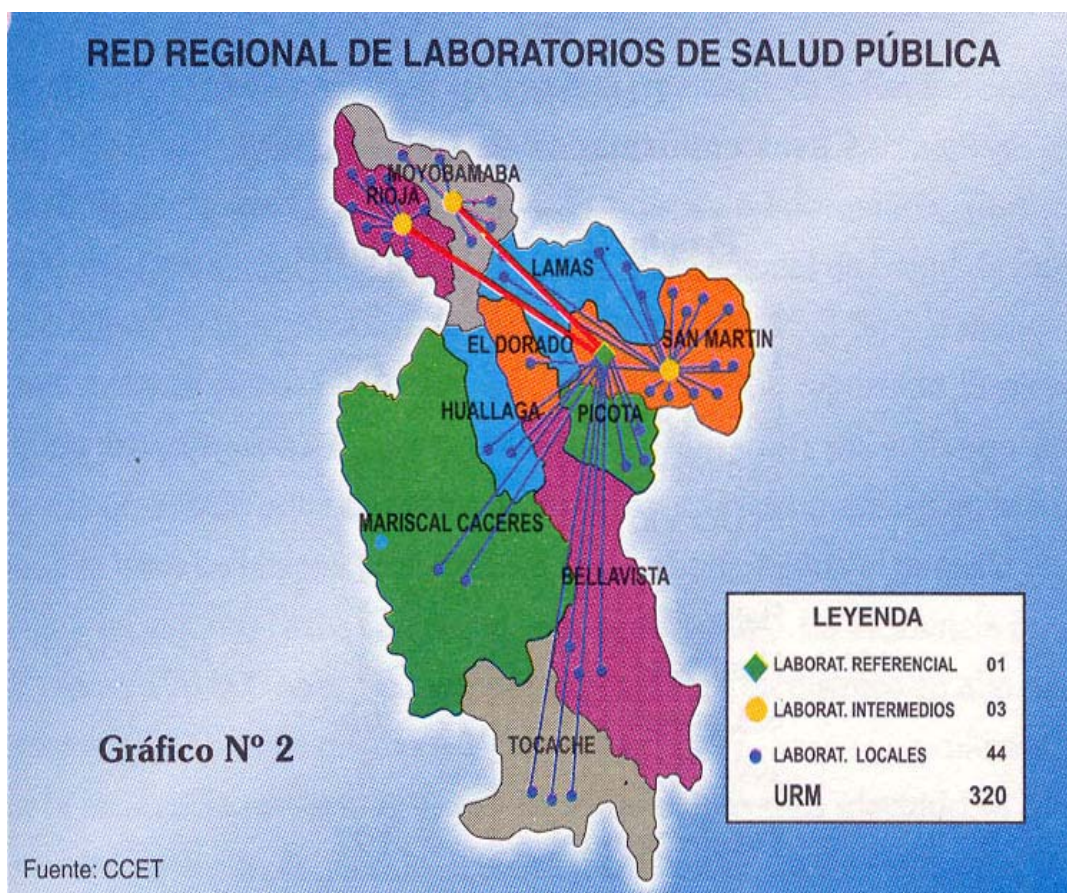 RED REGIONAL DE LABORATORIOS DE SALUD PÚBLICA
MOYOBAMABA
RIOJA
LAMAS
EL DORADO
SAN MARTIN
HUALLAGA
PICOTA
MARISCAL CACERES
BELLAVISTA
TOCACHE
LEYENDA
LABORAT. REFERENCIAL 01
LABORAT. INTERMEDIOS 03
LABORAT. LOCALES 44
URM 320
Gráfico Nº 2
Fuente: CCET